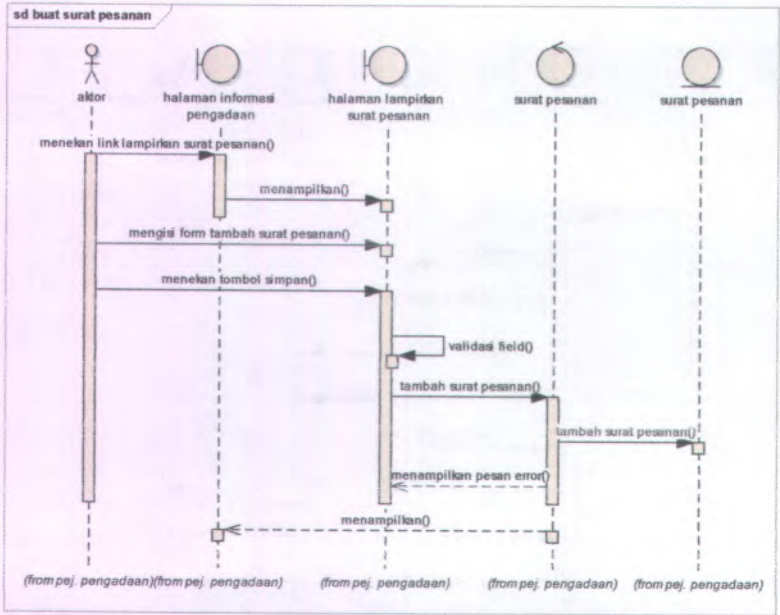 sd buat surat pesanan
aktor
halaman informasi
pengadaan
halaman lampirkan
surat pesanan
surat pesanan
surat pesanan
menekan link lampirkan surat pesanan()
menampilkan()
mengisi form tambah surat pesanan()
menekan tombol simpan()
validasi field()
tambah surat pesanan()
tambah surat pesanan()
menampilkan pesan error()
menampilkan()
(from pej. pengadaan)
(from pej. pengadaan)
(from pej. pengadaan)
(from pej. pengadaan)
(from pej. pengadaan)